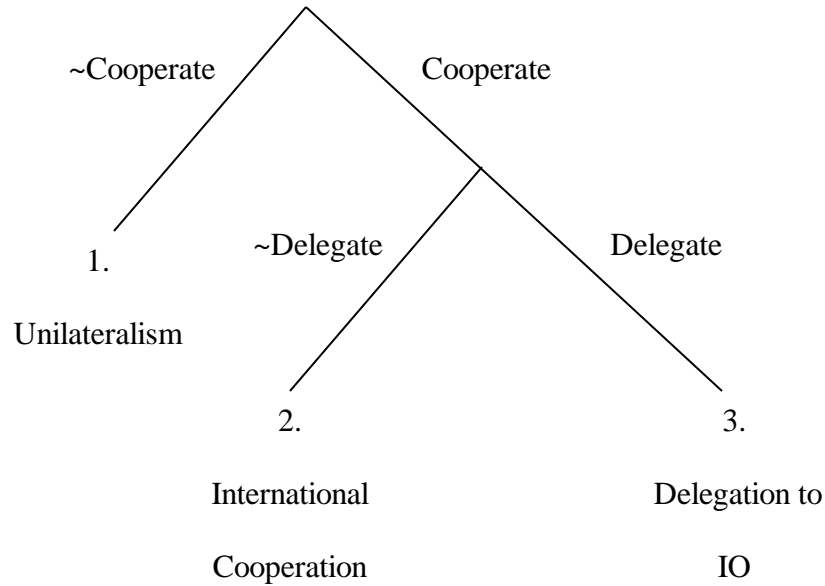 ~Cooperate
Cooperate
~Delegate
Delegate
1.
Unilateralism
2.
International
Cooperation
3.
Delegation to
IO